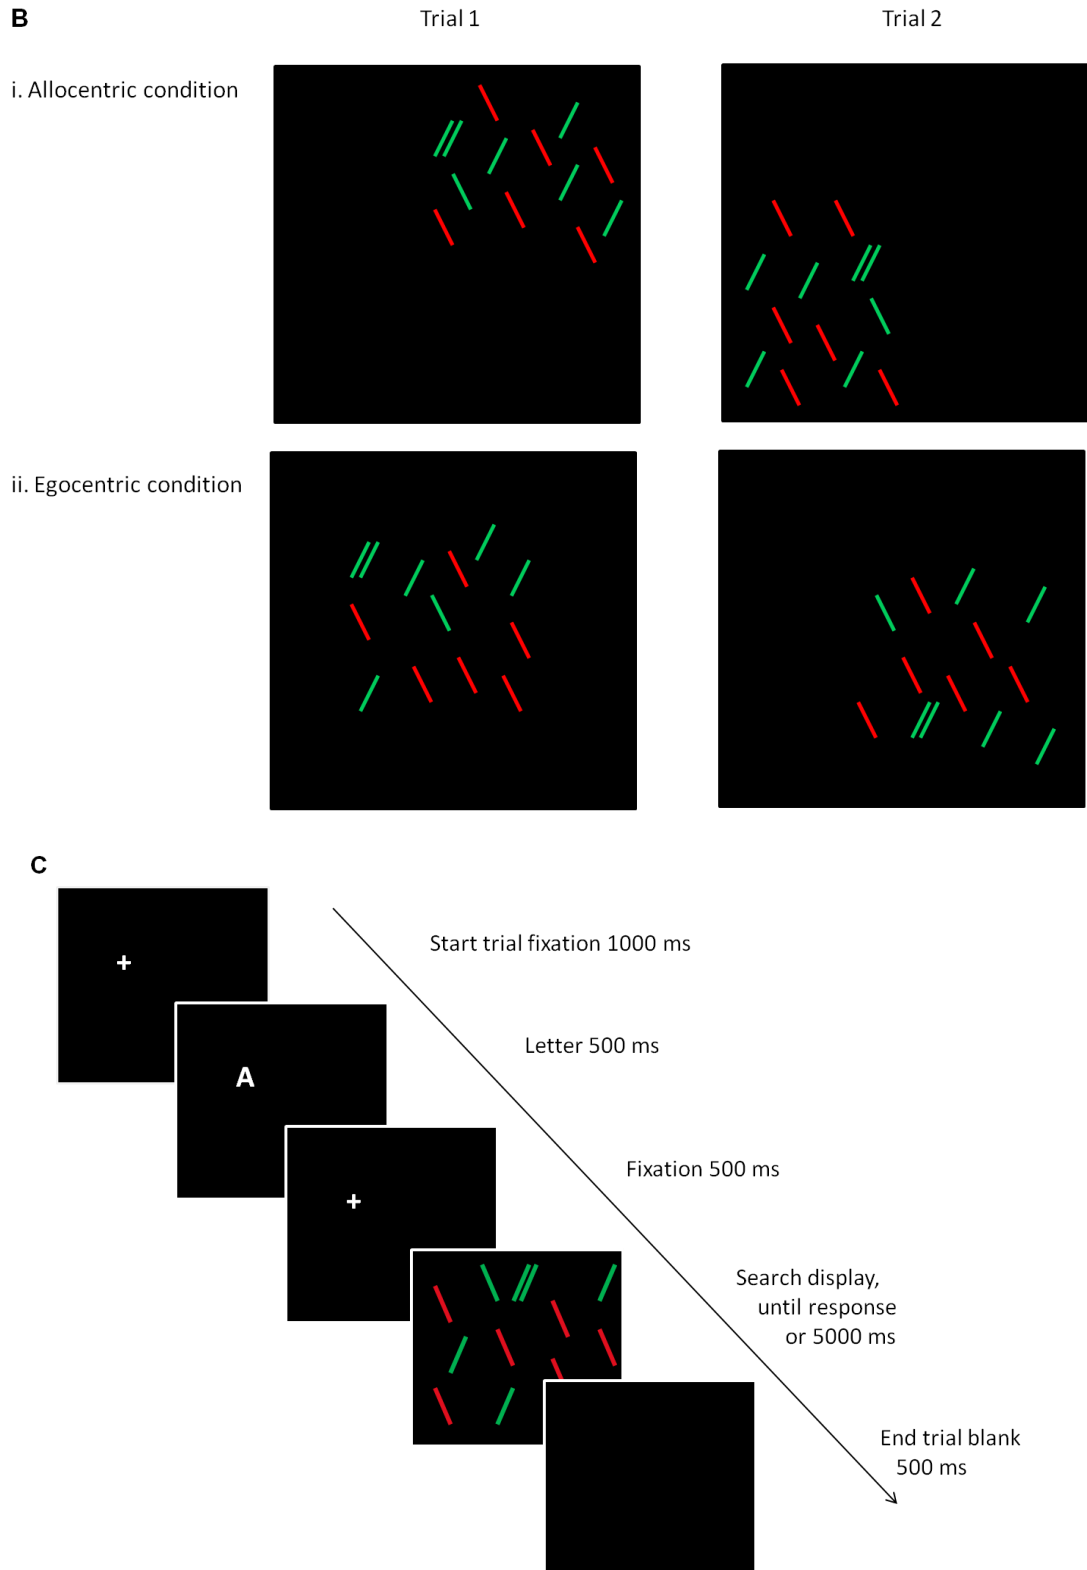 B
Trial 1
Trial 2
i. Allocentric condition
ii. Egocentric condition
C
+
Start trial fixation 1000 ms
A
Letter 500 ms
+
Fixation 500 ms
Search display,
until response
or 5000 ms
End trial blank
500 ms